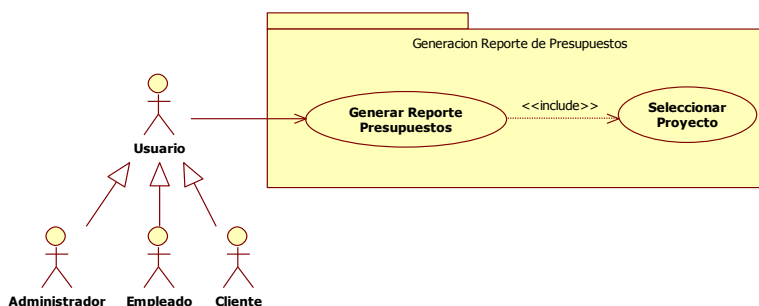 Generacion Reporte de Presupuestos
Generar Reporte
Presupuestos
<<include>>
Seleccionar
Proyecto
Usuario
Administrador
Empleado
Cliente